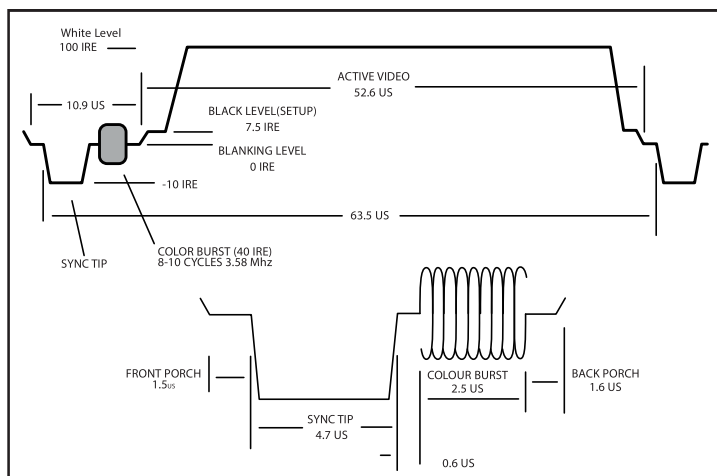 White Level
100 IRE
ACTIVE VIDEO
52.6 US
10.9 US
BLACK LEVEL(SETUP)
7.5 IRE
BLANKING LEVEL
0 IRE
-10 IRE
63.5 US
SYNC TIP
COLOR BURST (40 IRE)
8-10 CYCLES 3.58 Mhz
FRONT PORCH
1.5us
COLOUR BURST
2.5 US
BACK PORCH
1.6 US
SYNC TIP
4.7 US
0.6 US